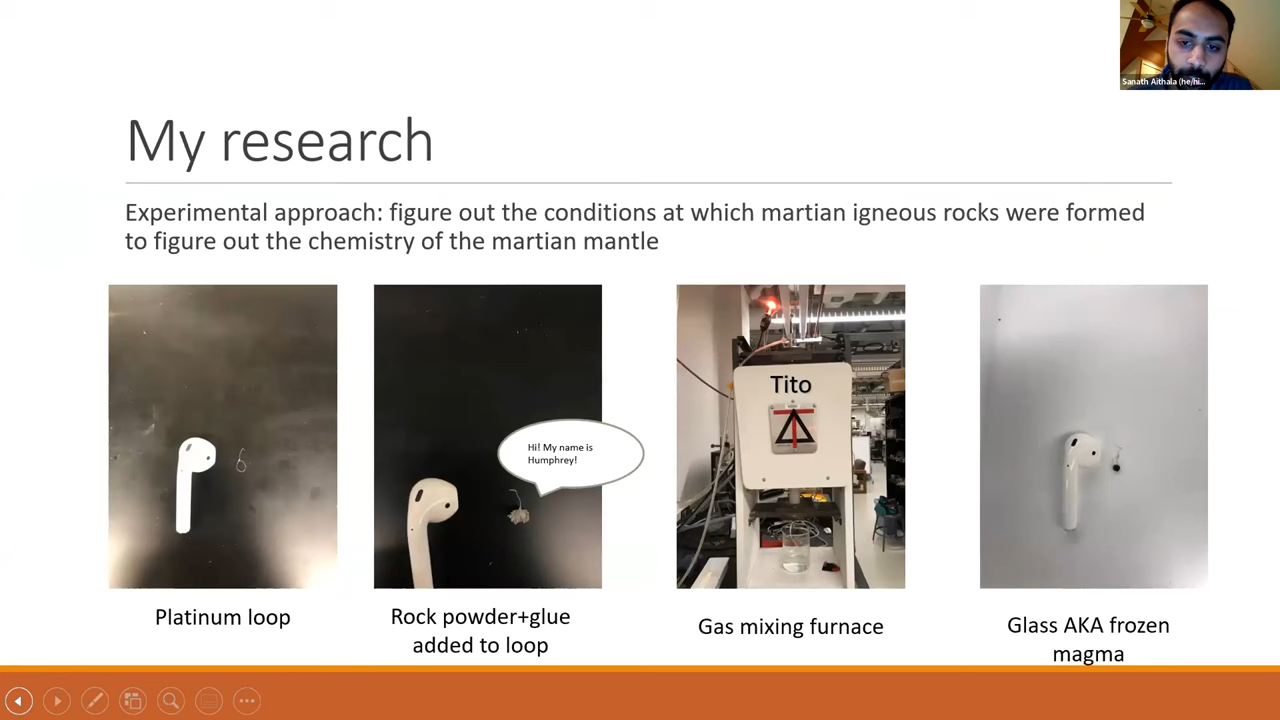 Sanath Aithala (he/hi...
My research
Experimental approach: figure out the conditions at which martian igneous rocks were formed
to figure out the chemistry of the martian mantle
Tito
Hi! My name is
Humphrey!
Platinum loop
Rock powder+glue
added to loop
Gas mixing furnace
Glass AKA frozen
magma